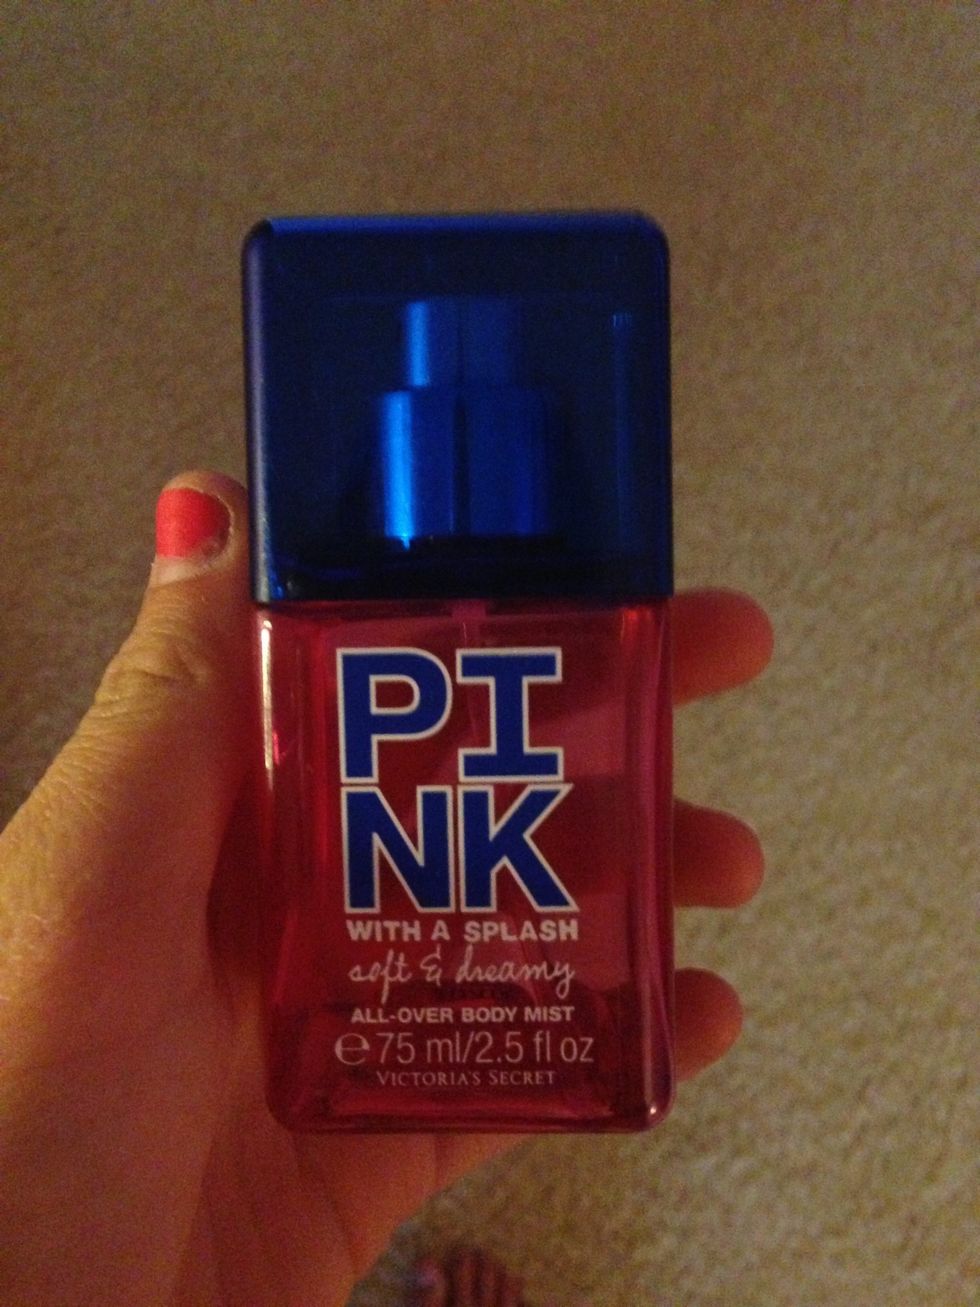 PI
NK
WITH A SPLASH
soft & dreamy
ALL-OVER BODY MIST
℮ 75 ml/2.5 fl oz
VICTORIA'S SECRET